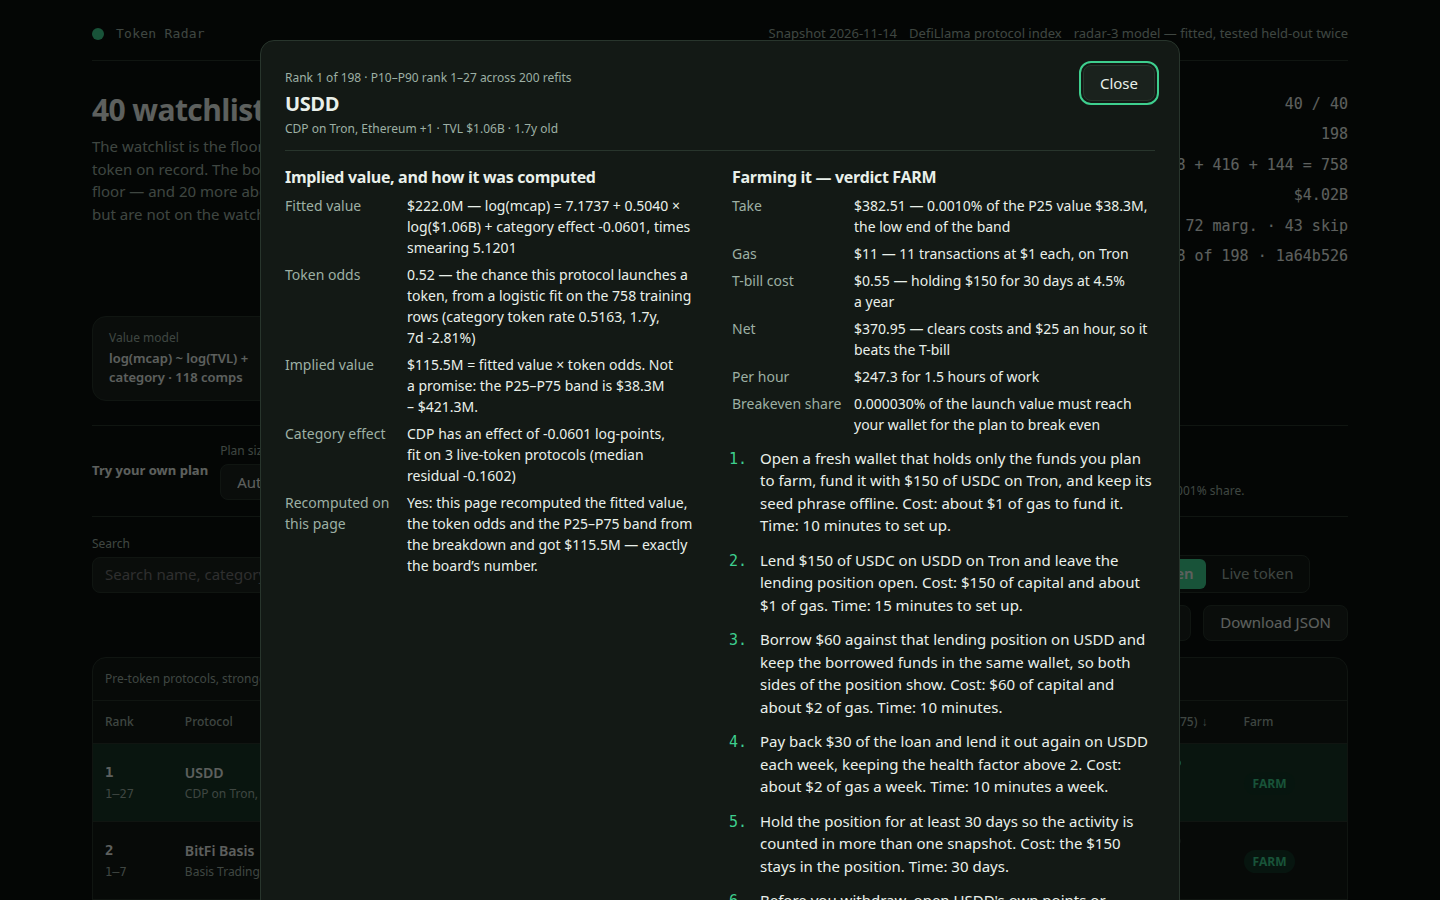 Token Radar
Snapshot 2026-11-14 DefiLlama protocol index radar-3 model — fitted, tested held-out twice
40 watchlist
The watchlist is the floor
token on record. The bo
floor — and 20 more ab
but are not on the watch
40 / 40
198
+ 416 + 144 = 758
$4.02B
72 marg. · 43 skip
of 198 · 1a64b526
Value model
log(mcap) ~ log(TVL) +
category · 118 comps
Try your own plan
Plan siz
Aut
001% share.
Search
Search name, category
en
Live token
Download JSON
Pre-token protocols, strong
Rank
Protocol
75) ↓
Farm
1
USDD
1–27
CDP on Tron,
FARM
2
BitFi Basis
1–7
Basis Trading
FARM
Rank 1 of 198 · P10–P90 rank 1–27 across 200 refits
USDD
CDP on Tron, Ethereum +1 · TVL $1.06B · 1.7y old
Close
Implied value, and how it was computed
Fitted value
$222.0M — log(mcap) = 7.1737 + 0.5040 ×
log($1.06B) + category effect -0.0601, times
smearing 5.1201
Token odds
0.52 — the chance this protocol launches a
token, from a logistic fit on the 758 training
rows (category token rate 0.5163, 1.7y,
7d -2.81%)
Implied value
$115.5M = fitted value × token odds. Not
a promise: the P25–P75 band is $38.3M
– $421.3M.
Category effect
CDP has an effect of -0.0601 log-points,
fit on 3 live-token protocols (median
residual -0.1602)
Recomputed on
this page
Yes: this page recomputed the fitted value,
the token odds and the P25–P75 band from
the breakdown and got $115.5M — exactly
the board's number.
Farming it — verdict FARM
Take
$382.51 — 0.0010% of the P25 value $38.3M,
the low end of the band
Gas
$11 — 11 transactions at $1 each, on Tron
T-bill cost
$0.55 — holding $150 for 30 days at 4.5%
a year
Net
$370.95 — clears costs and $25 an hour, so it
beats the T-bill
Per hour
$247.3 for 1.5 hours of work
Breakeven share
0.000030% of the launch value must reach
your wallet for the plan to break even
1. Open a fresh wallet that holds only the funds you plan
to farm, fund it with $150 of USDC on Tron, and keep its
seed phrase offline. Cost: about $1 of gas to fund it.
Time: 10 minutes to set up.
2. Lend $150 of USDC on USDD on Tron and leave the
lending position open. Cost: $150 of capital and about
$1 of gas. Time: 15 minutes to set up.
3. Borrow $60 against that lending position on USDD and
keep the borrowed funds in the same wallet, so both
sides of the position show. Cost: $60 of capital and
about $2 of gas. Time: 10 minutes.
4. Pay back $30 of the loan and lend it out again on USDD
each week, keeping the health factor above 2. Cost:
about $2 of gas a week. Time: 10 minutes a week.
5. Hold the position for at least 30 days so the activity is
counted in more than one snapshot. Cost: the $150
stays in the position. Time: 30 days.
6. Before you withdraw, open USDD's own points or